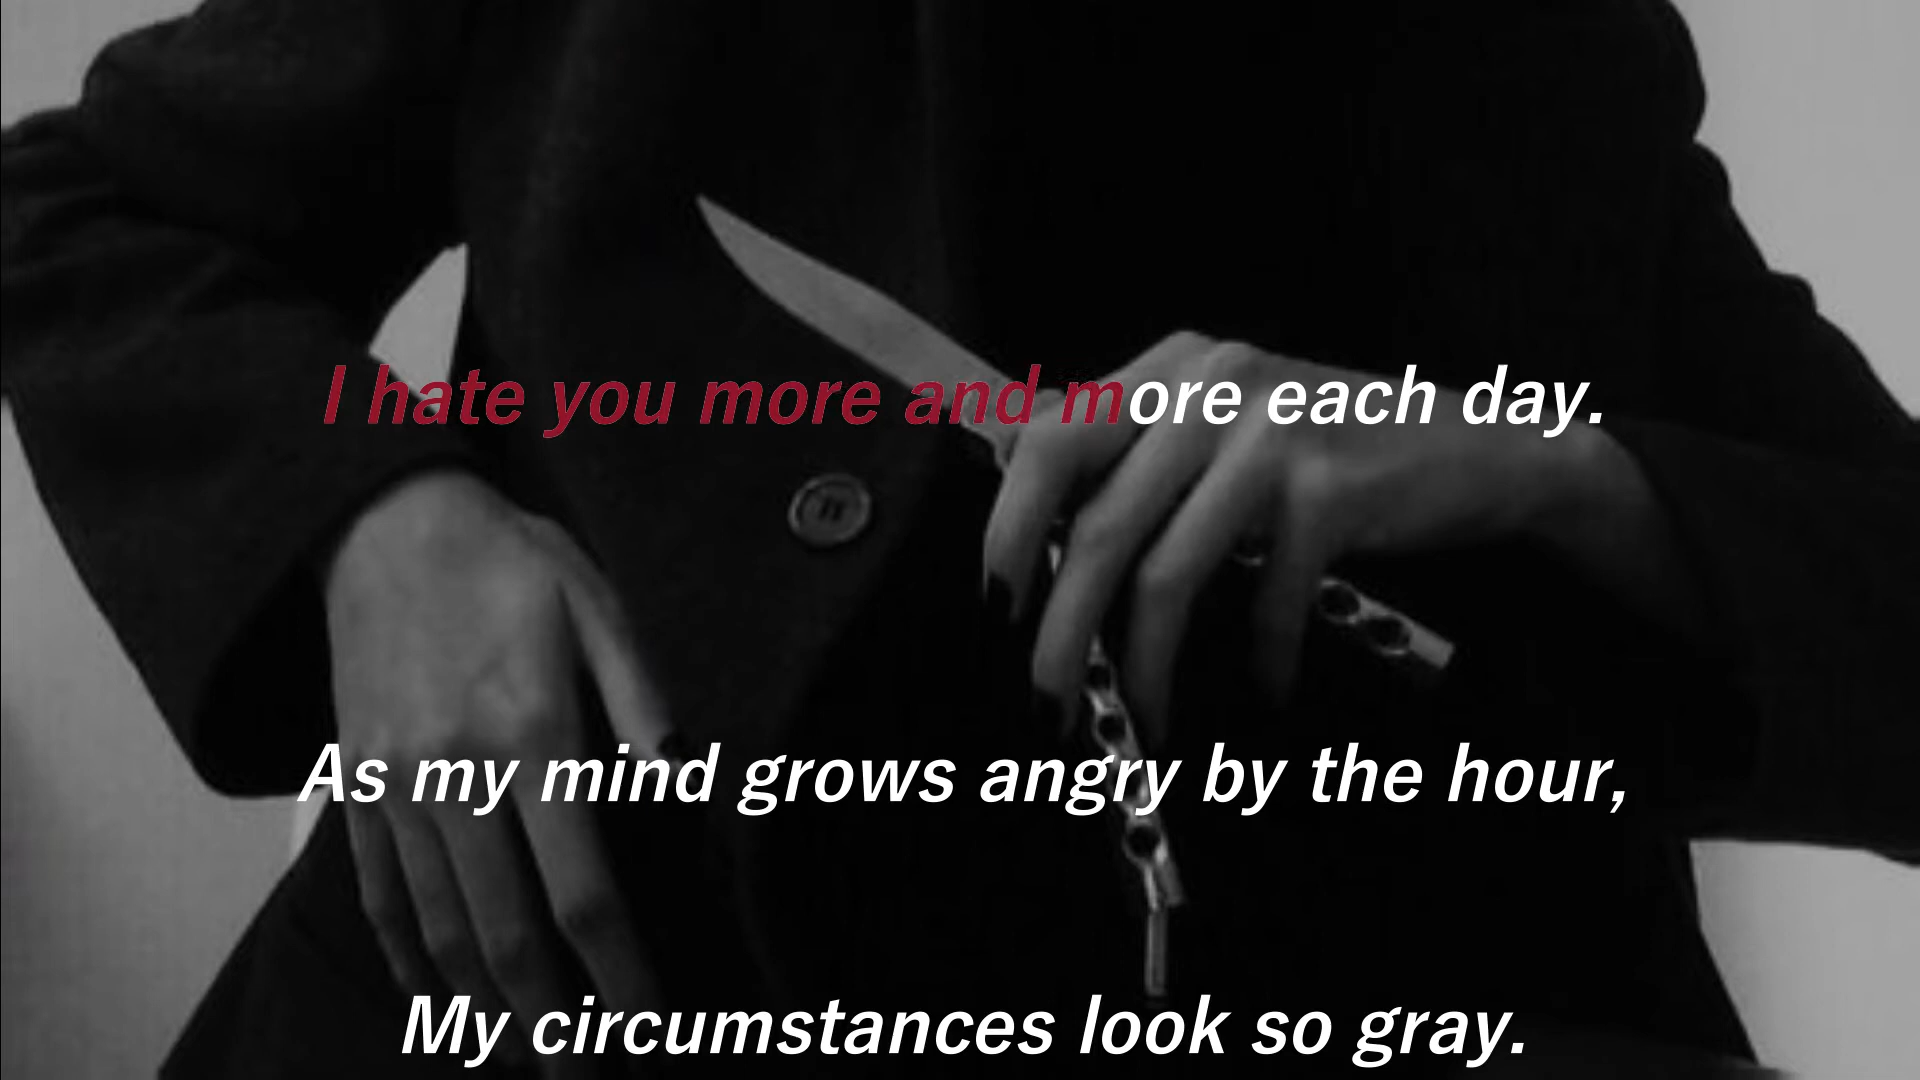 I hate you more and more each day.
As my mind grows angry by the hour,
My circumstances look so gray.